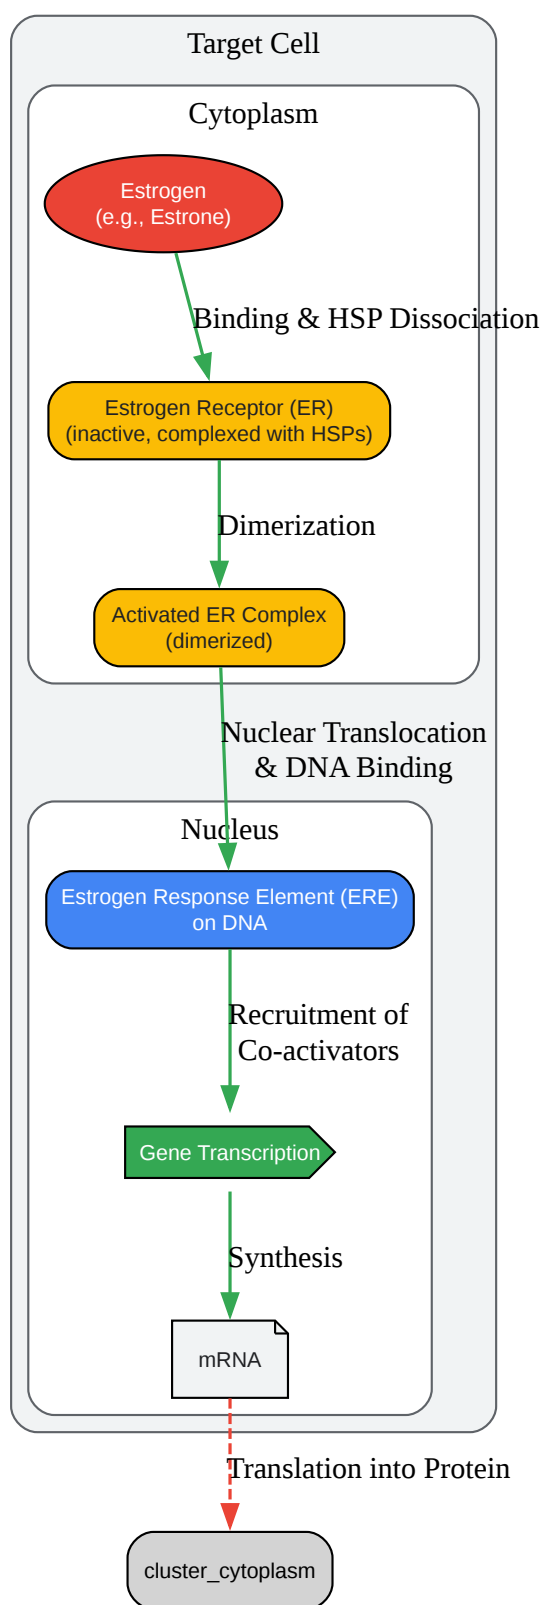 Target Cell
Cytoplasm
Estrogen
(e.g., Estrone)
Binding & HSP Dissociation
Estrogen Receptor (ER)
(inactive, complexed with HSPs)
Dimerization
Activated ER Complex
(dimerized)
Nuclear Translocation
& DNA Binding
Nucleus
Estrogen Response Element (ERE)
on DNA
Recruitment of
Co-activators
Gene Transcription
Synthesis
mRNA
Translation into Protein
cluster_cytoplasm